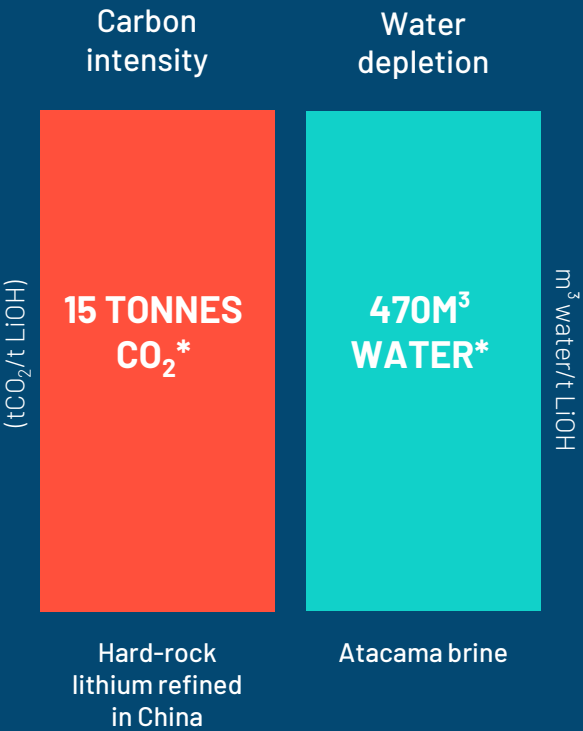 Carbon
intensity
Water
depletion
(tCO₂/t LiOH)
15 TONNES
CO₂*
470M³
WATER*
m³ water/t LiOH
Hard-rock
lithium refined
in China
Atacama brine